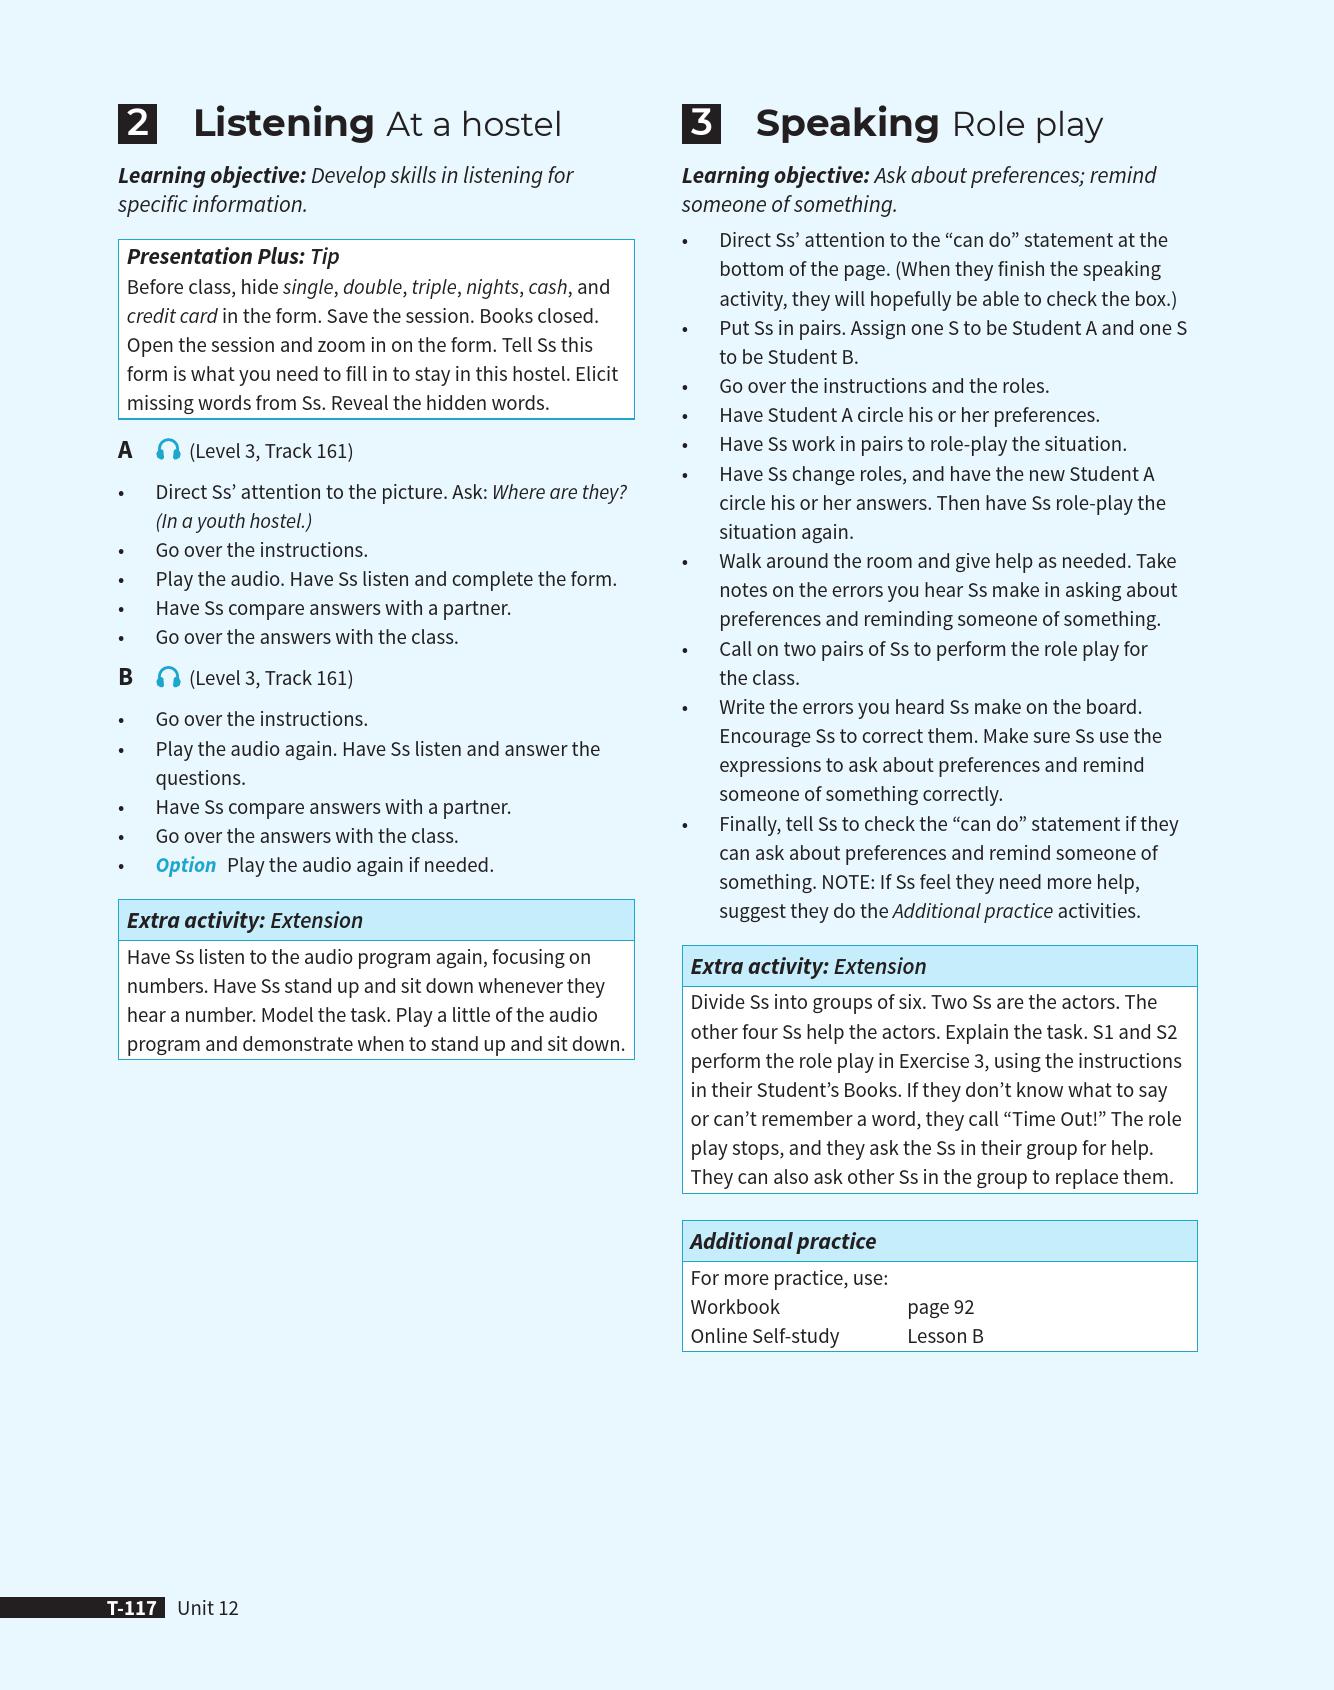 2 Listening At a hostel
Learning objective: Develop skills in listening for
specific information.
Presentation Plus: Tip
Before class, hide single, double, triple, nights, cash, and
credit card in the form. Save the session. Books closed.
Open the session and zoom in on the form. Tell Ss this
form is what you need to fill in to stay in this hostel. Elicit
missing words from Ss. Reveal the hidden words.
A (Level 3, Track 161)
• Direct Ss’ attention to the picture. Ask: Where are they?
(In a youth hostel.)
• Go over the instructions.
• Play the audio. Have Ss listen and complete the form.
• Have Ss compare answers with a partner.
• Go over the answers with the class.
B (Level 3, Track 161)
• Go over the instructions.
• Play the audio again. Have Ss listen and answer the
questions.
• Have Ss compare answers with a partner.
• Go over the answers with the class.
• Option Play the audio again if needed.
Extra activity: Extension
Have Ss listen to the audio program again, focusing on
numbers. Have Ss stand up and sit down whenever they
hear a number. Model the task. Play a little of the audio
program and demonstrate when to stand up and sit down.
3 Speaking Role play
Learning objective: Ask about preferences; remind
someone of something.
• Direct Ss’ attention to the “can do” statement at the
bottom of the page. (When they finish the speaking
activity, they will hopefully be able to check the box.)
• Put Ss in pairs. Assign one S to be Student A and one S
to be Student B.
• Go over the instructions and the roles.
• Have Student A circle his or her preferences.
• Have Ss work in pairs to role-play the situation.
• Have Ss change roles, and have the new Student A
circle his or her answers. Then have Ss role-play the
situation again.
• Walk around the room and give help as needed. Take
notes on the errors you hear Ss make in asking about
preferences and reminding someone of something.
• Call on two pairs of Ss to perform the role play for
the class.
• Write the errors you heard Ss make on the board.
Encourage Ss to correct them. Make sure Ss use the
expressions to ask about preferences and remind
someone of something correctly.
• Finally, tell Ss to check the “can do” statement if they
can ask about preferences and remind someone of
something. NOTE: If Ss feel they need more help,
suggest they do the Additional practice activities.
Extra activity: Extension
Divide Ss into groups of six. Two Ss are the actors. The
other four Ss help the actors. Explain the task. S1 and S2
perform the role play in Exercise 3, using the instructions
in their Student’s Books. If they don’t know what to say
or can’t remember a word, they call “Time Out!” The role
play stops, and they ask the Ss in their group for help.
They can also ask other Ss in the group to replace them.
Additional practice
For more practice, use:
Workbook page 92
Online Self-study Lesson B
T-117 Unit 12